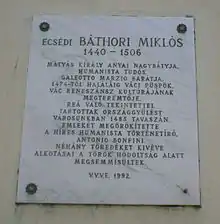 ECSÉDI BÁTHORI MIKLÓS
1440 - 1506
MÁTYÁS KIRÁLY ANYAI NAGYBÁTYJA,
HUMANISTA TUDÓS,
GALEOTTO MARZIO BARÁTJA.
1474-TŐL HALÁLÁIG VÁCI PÜSPÖK.
VÁC RENESZÁNSZ KULTÚRÁJÁNAK
MEGTEREMTŐJE.
REÁ VALÓ TEKINTETTEL
TARTOTTAK ORSZÁGGYŰLÉST
VÁROSUNKBAN 1485 TAVASZÁN.
EMLÉKÉT MEGÖRÖKÍTETTE
A HÍRES HUMANISTA TÖRTÉNETÍRÓ,
ANTONIO BONFINI.
NÉHÁNY TÖREDÉKET KIVÉVE
ALKOTÁSAI A TÖRÖK HÓDOLTSÁG ALATT
MEGSEMMISÜLTEK.
V.V.V.E. 1992.